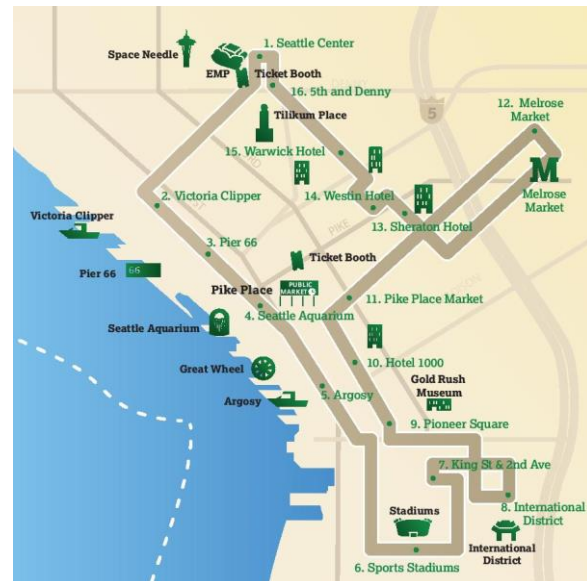 1. Seattle Center
Space Needle
EMP
Ticket Booth
16. 5th and Denny
Tilikum Place
12. Melrose
Market
5
15. Warwick Hotel
M
Melrose
Market
14. Westin Hotel
2. Victoria Clipper
13. Sheraton Hotel
Victoria Clipper
PIKE
3. Pier 66
Ticket Booth
Pier 66
66
Pike Place
PUBLIC
MARKET
11. Pike Place Market
4. Seattle Aquarium
Seattle Aquarium
10. Hotel 1000
Great Wheel
Gold Rush
Museum
5. Argosy
Argosy
9. Pioneer Square
7. King St & 2nd Ave
8. International
District
Stadiums
International
District
6. Sports Stadiums